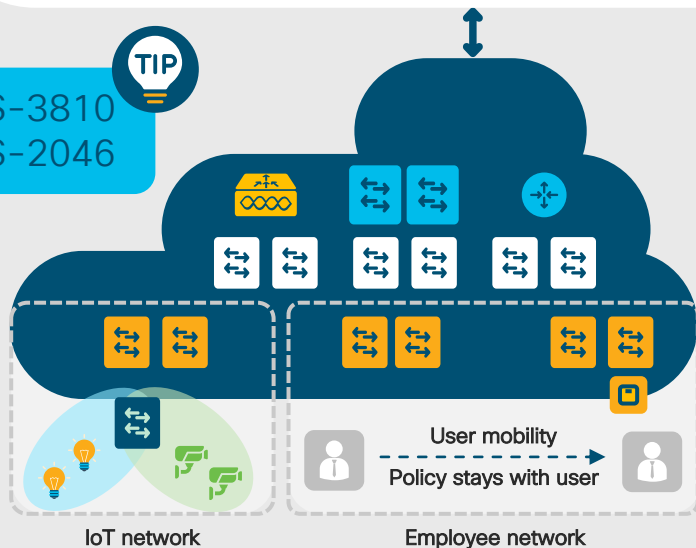 TIP
S-3810
S-2046
User mobility
Policy stays with user
IoT network
Employee network